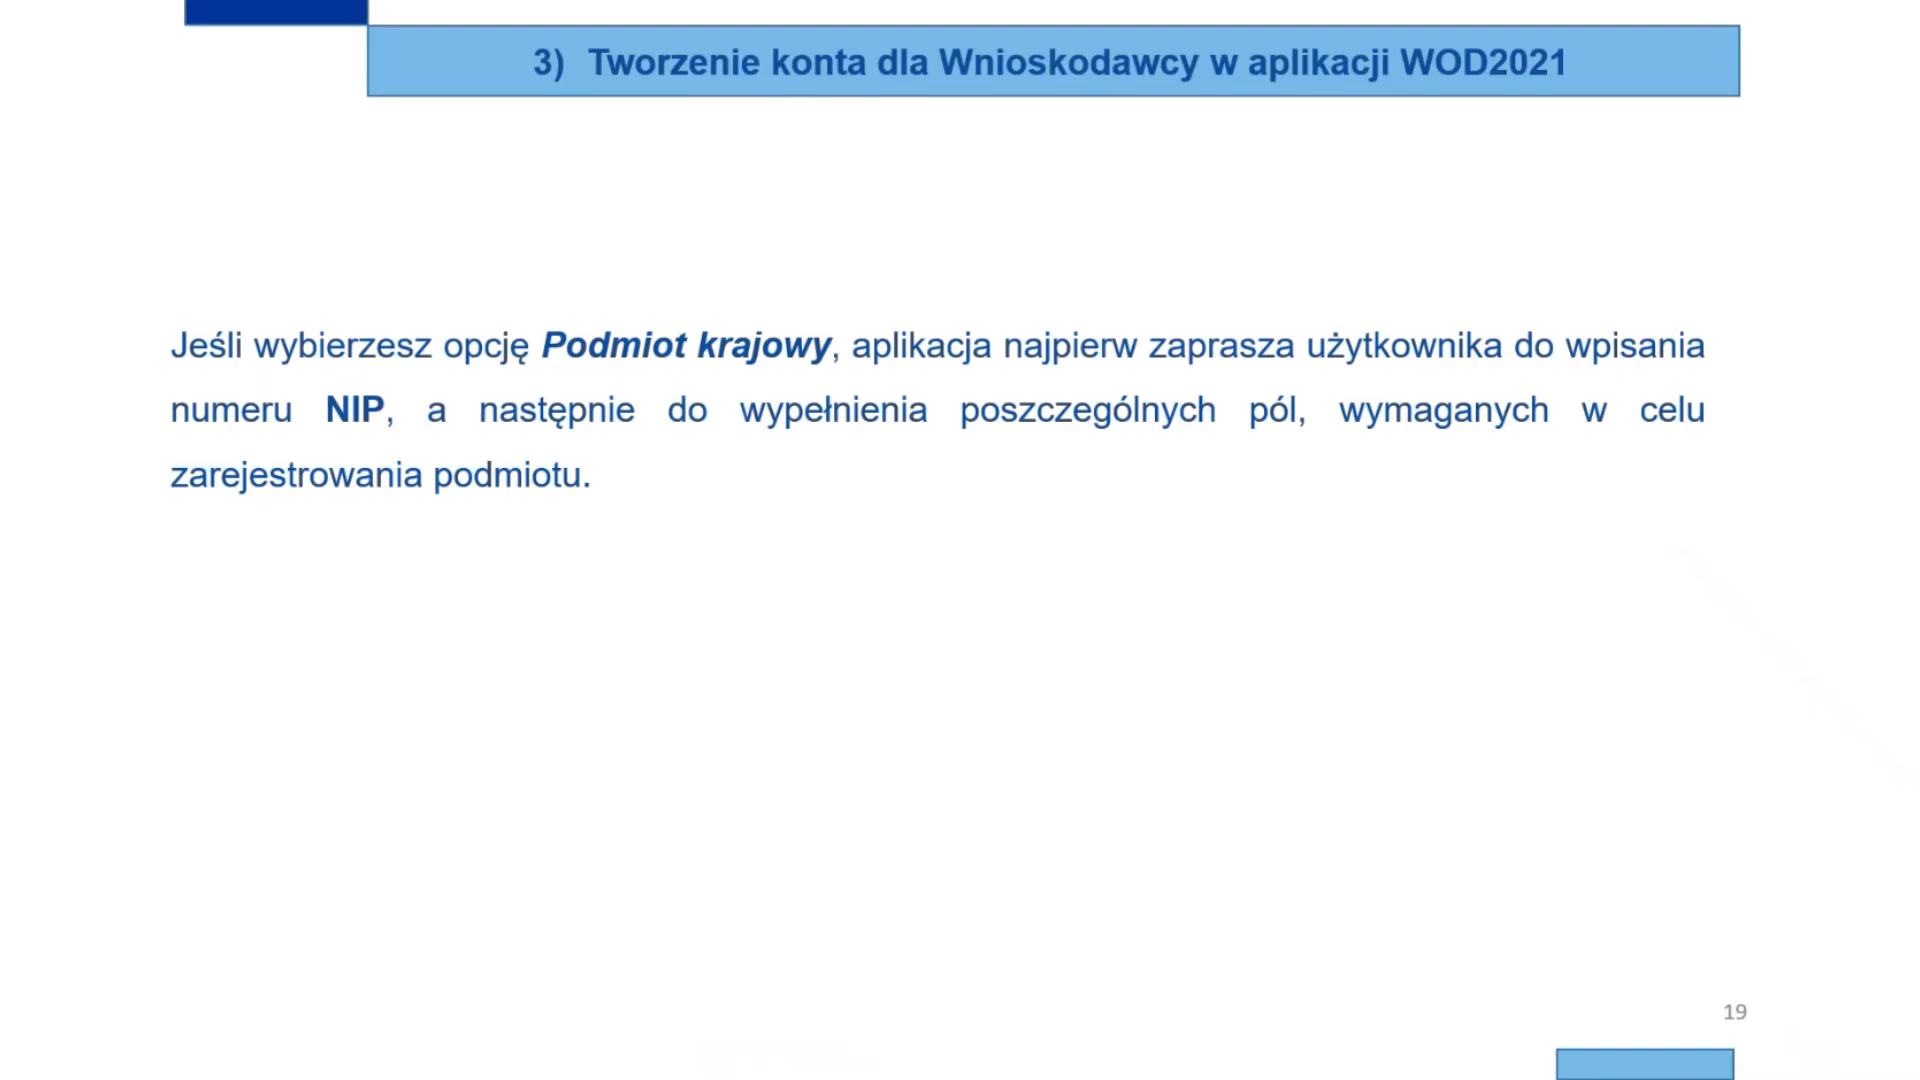 3) Tworzenie konta dla Wnioskodawcy w aplikacji WOD2021
Jeśli wybierzesz opcję Podmiot krajowy, aplikacja najpierw zaprasza użytkownika do wpisania
numeru NIP, a następnie do wypełnienia poszczególnych pól, wymaganych w celu
zarejestrowania podmiotu.
19